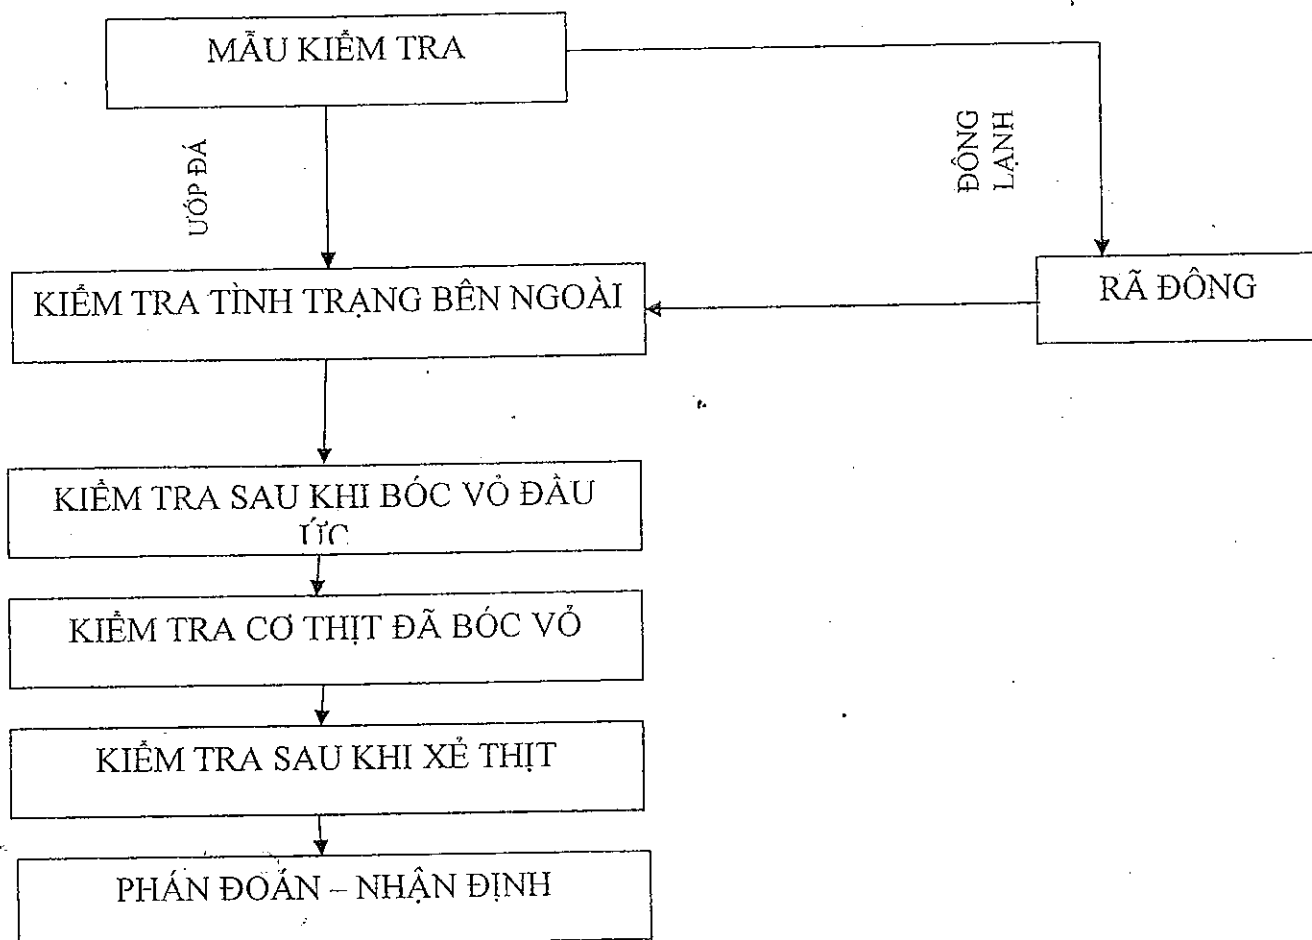 MẪU KIỂM TRA
ƯỚP ĐÁ
ĐÔNG
LẠNH
KIỂM TRA TÌNH TRẠNG BÊN NGOÀI
RÃ ĐÔNG
KIỂM TRA SAU KHI BÓC VỎ ĐẦU
ỨC
KIỂM TRA CƠ THỊT ĐÃ BÓC VỎ
KIỂM TRA SAU KHI XẺ THỊT
PHÁN ĐOÁN – NHẬN ĐỊNH